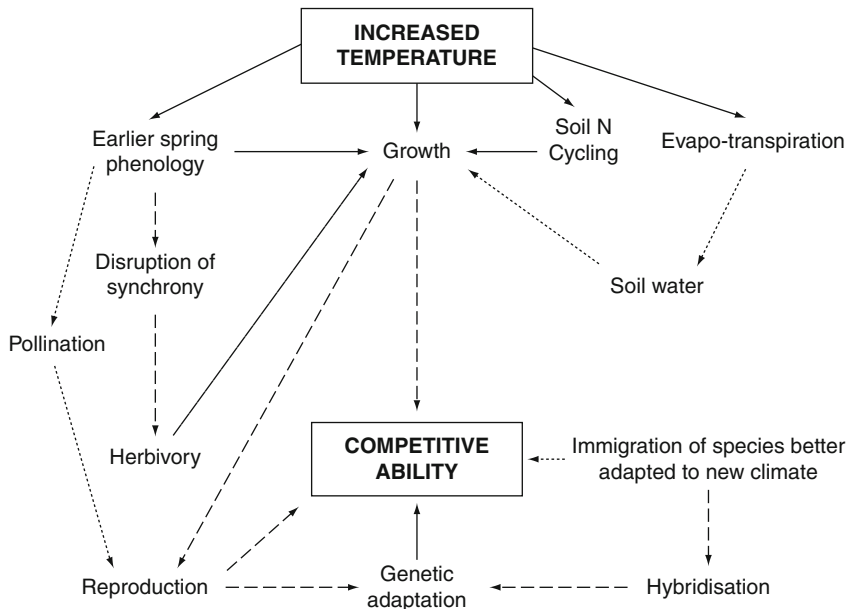 INCREASED
TEMPERATURE
Earlier spring
phenology
Growth
Soil N
Cycling
Evapo-transpiration
Disruption of
synchrony
Soil water
Pollination
Herbivory
COMPETITIVE
ABILITY
Immigration of species better
adapted to new climate
Reproduction
Genetic
adaptation
Hybridisation